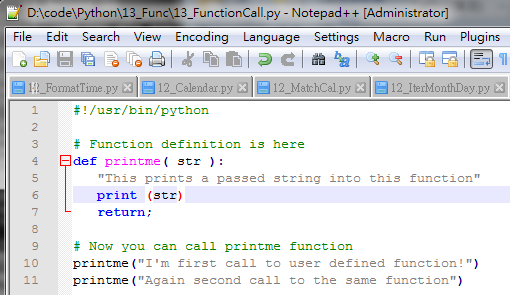 D:\code\Python\13_Func\13_FunctionCall.py - Notepad++ [Administrator]
File Edit Search View Encoding Language Settings Macro Run Plugins
11_FormatTime.py 12_Calendar.py 12_MatchCal.py 12_IterMonthDay.py
1 #!/usr/bin/python
2
3 # Function definition is here
4 def printme( str ):
5 "This prints a passed string into this function"
6 print (str)
7 return;
8
9 # Now you can call printme function
10 printme("I'm first call to user defined function!")
11 printme("Again second call to the same function")